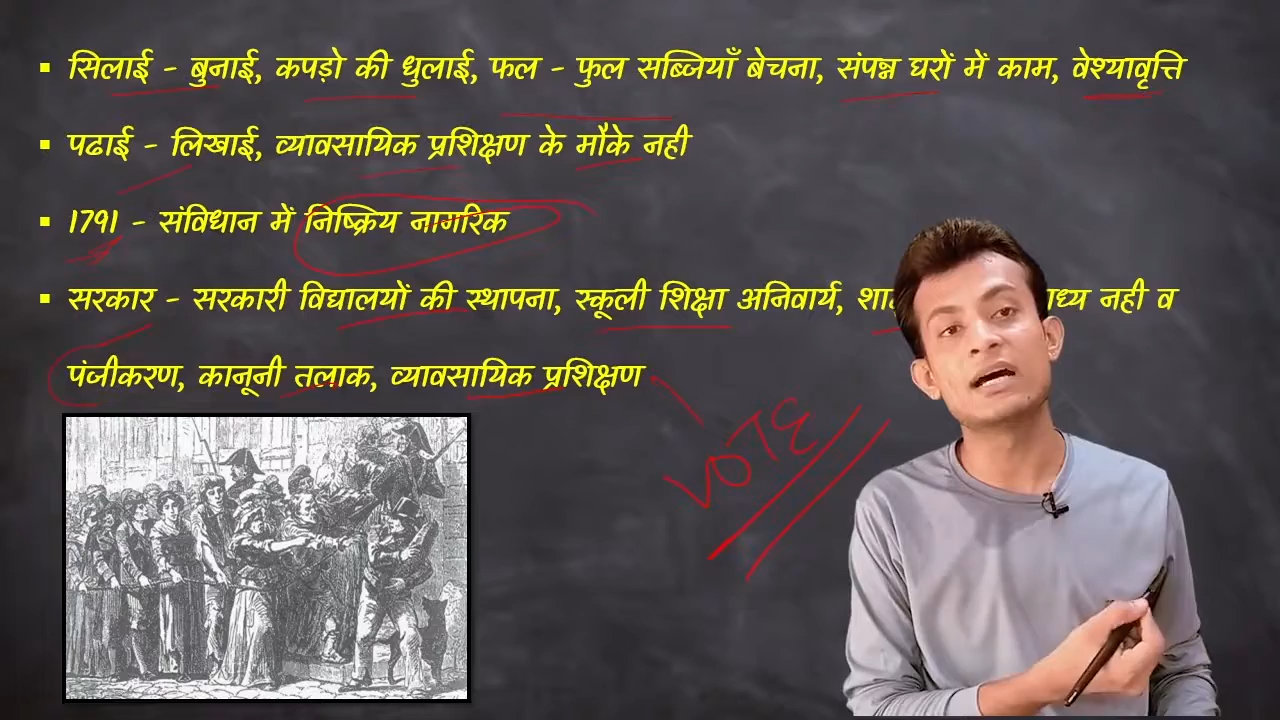 सिलाई - बुनाई, कपड़ो की धुलाई, फल - फुल सब्जियाँ बेचना, संपन्न घरों में काम, वेश्यावृत्ति
पढाई - लिखाई, व्यावसायिक प्रशिक्षण के मौके नही
1791 - संविधान में निष्क्रिय नागरिक
सरकार - सरकारी विद्यालयों की स्थापना, स्कूली शिक्षा अनिवार्य, नही व
पंजीकरण, कानूनी तलाक, व्यावसायिक प्रशिक्षण
VOTE